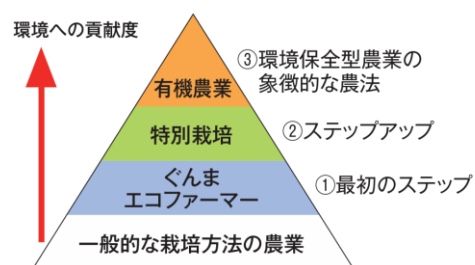 環境への貢献度
③環境保全型農業の
象徴的な農法
有機農業
特別栽培
②ステップアップ
ぐんま
エコファーマー
①最初のステップ
一般的な栽培方法の農業